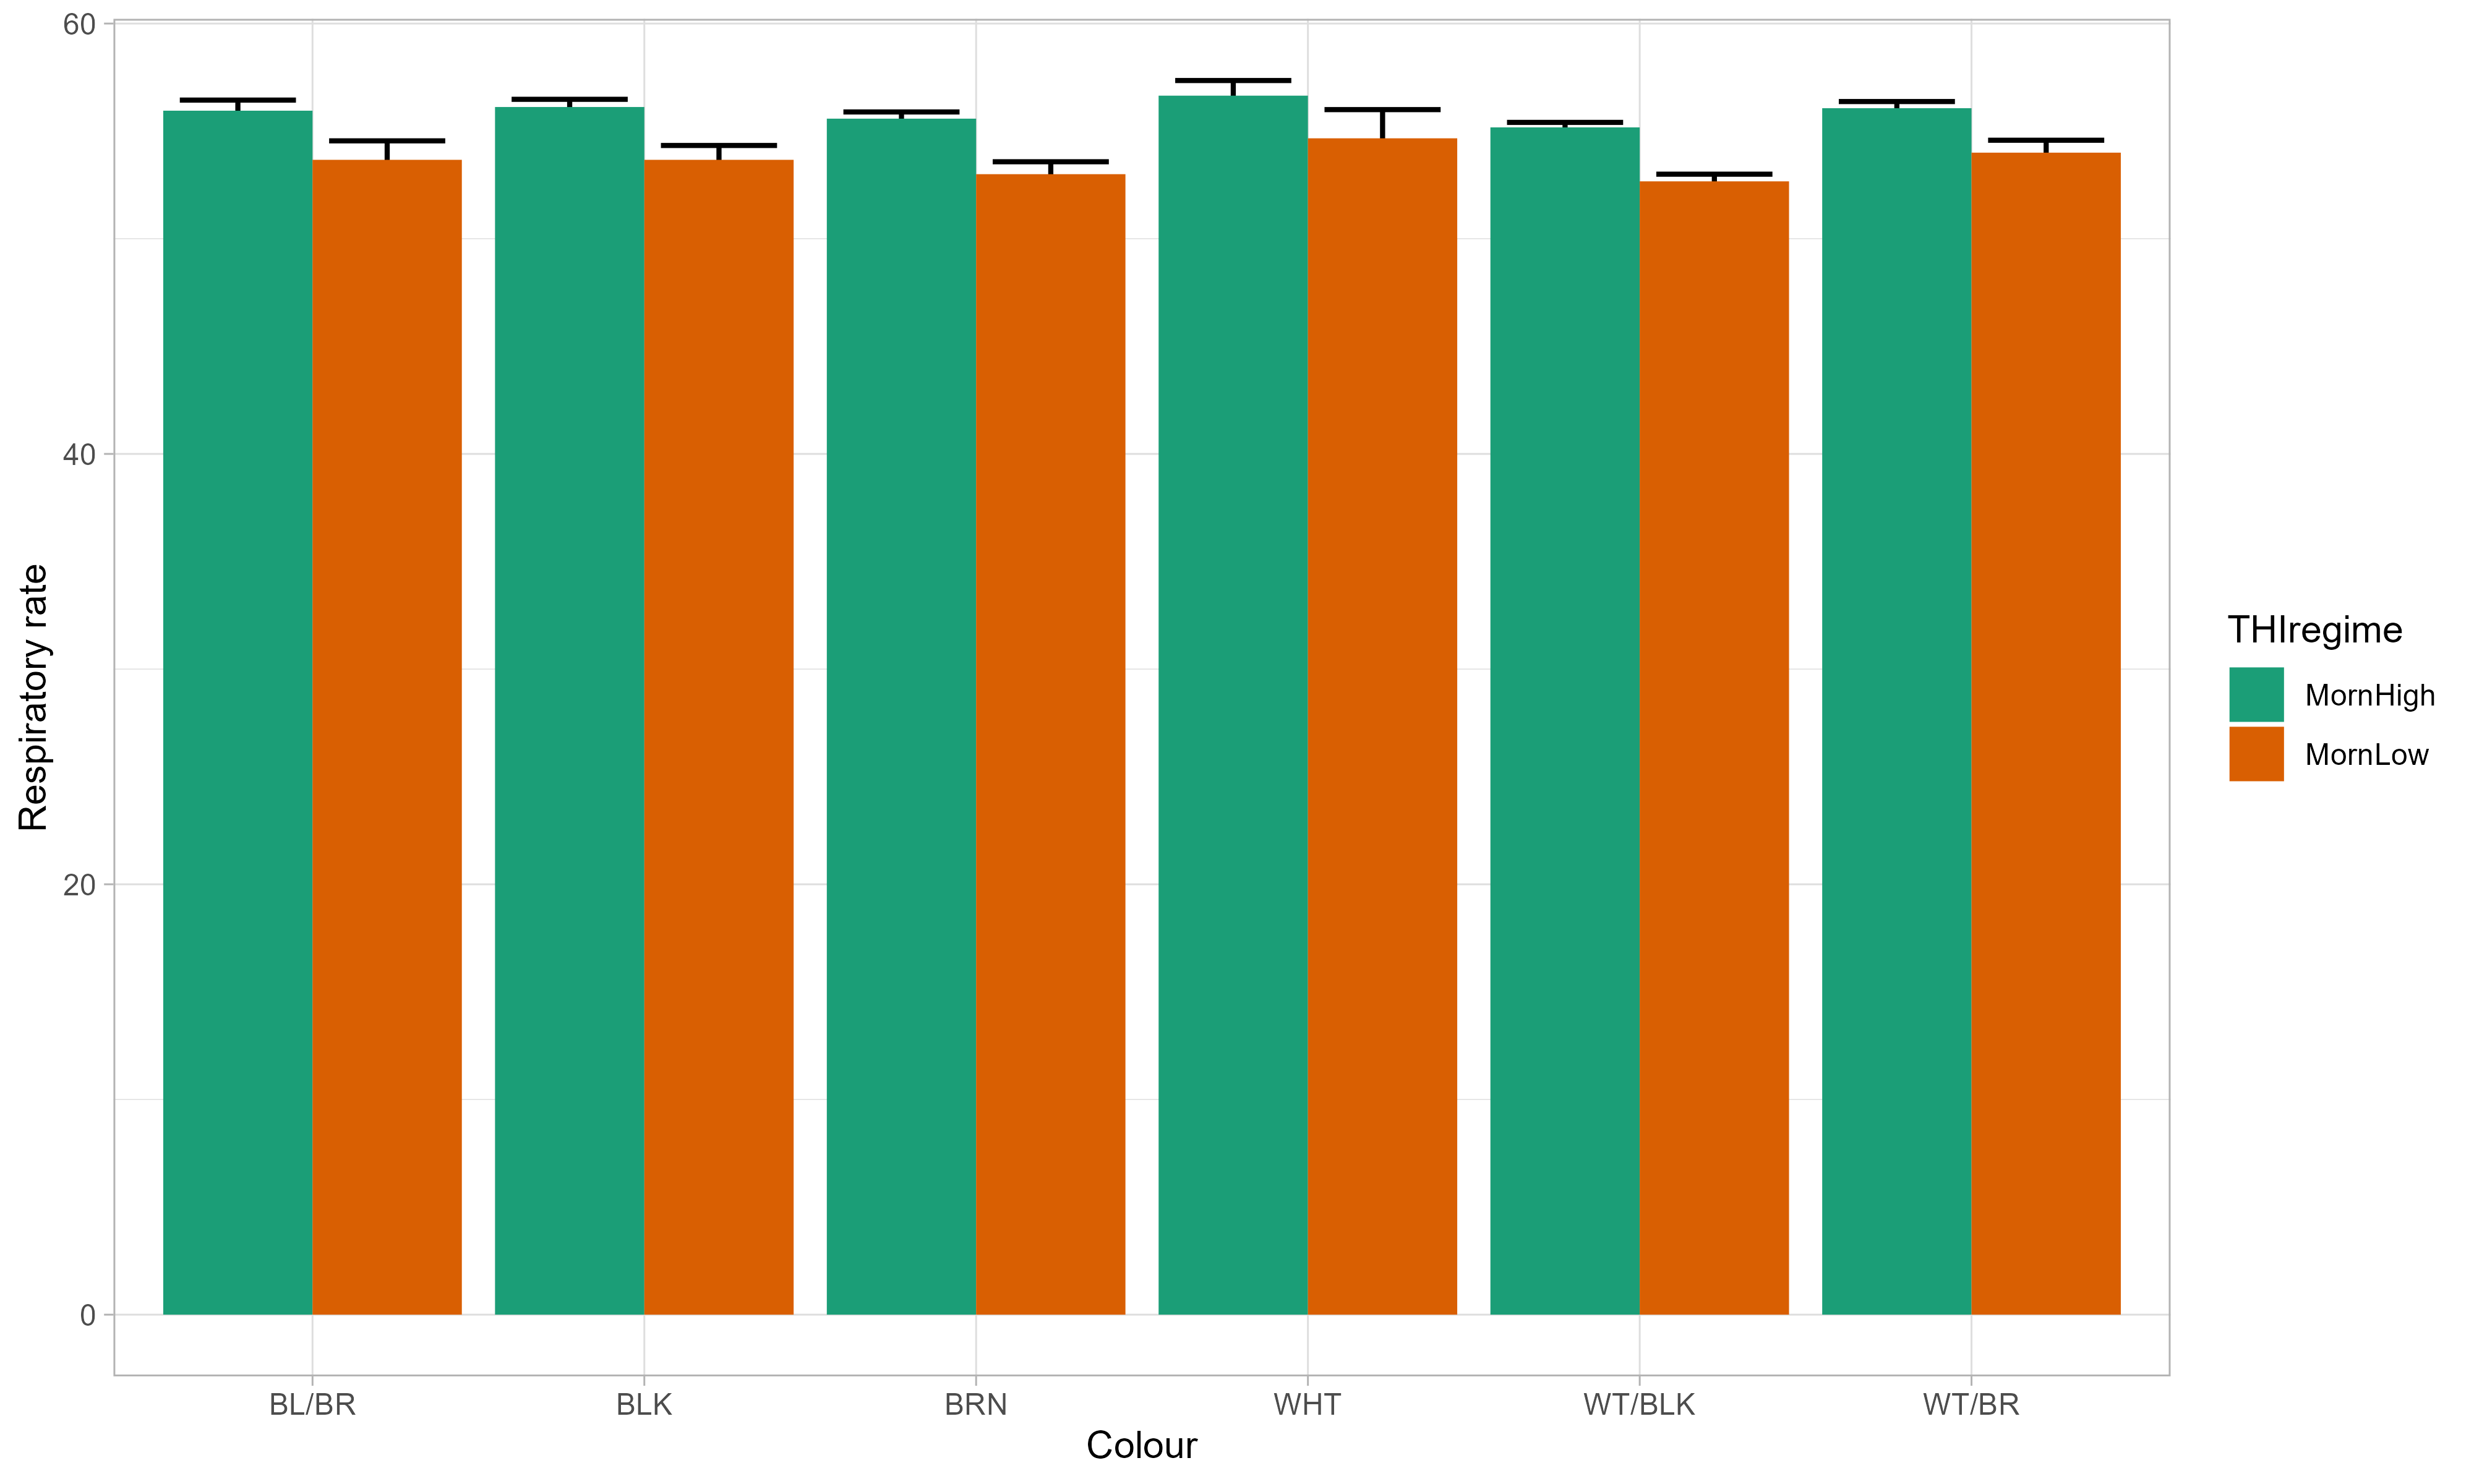 60
40
20
0
Respiratory rate
BL/BR BLK BRN WHT WT/BLK WT/BR
Colour
THIregime
MornHigh
MornLow